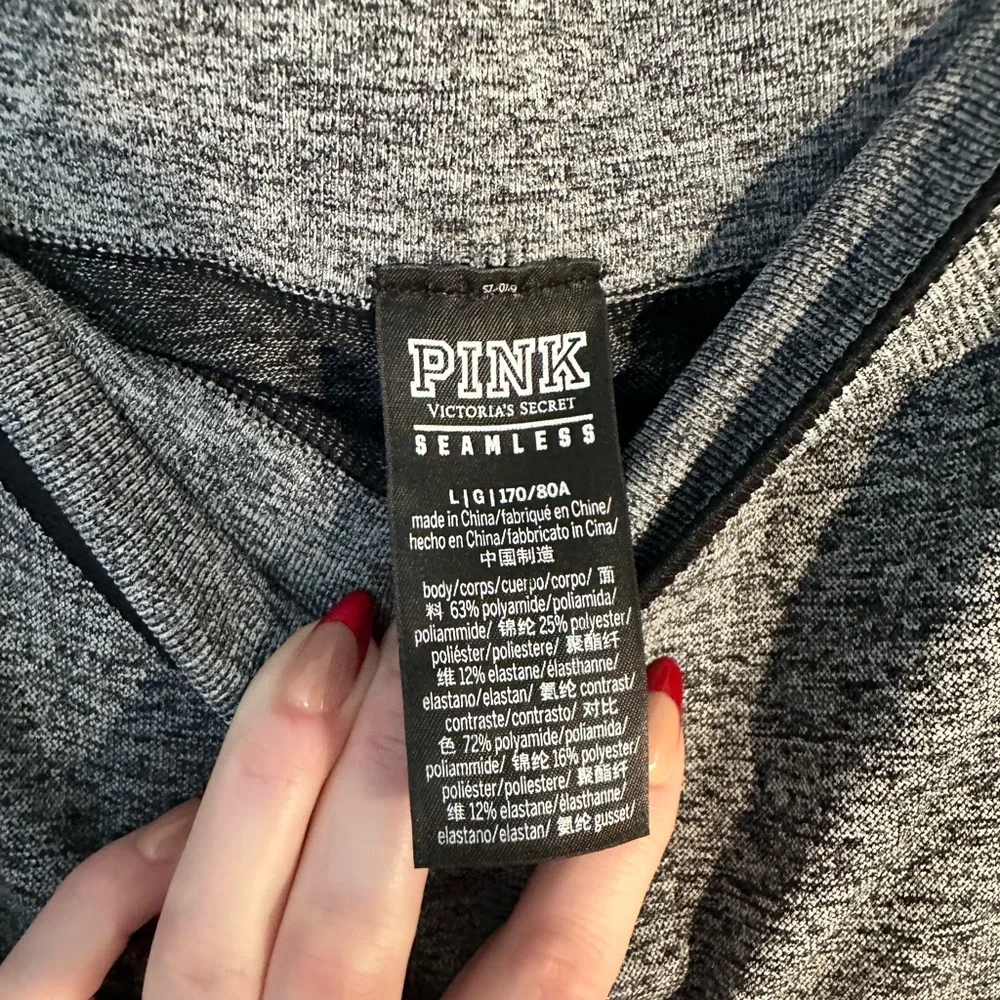 PINK
VICTORIA'S SECRET
SEAMLESS
L|G|170/80A
made in China/fabriqué en Chine/
hecho en China/fabbricato in Cina/
中国制造
body/corps/cuerpo/corpo/ 面
料 63% polyamide/poliamida/
poliammide/ 锦纶 25% polyester/
poliéster/poliestere/ 聚酯纤
维 12% elastane/élasthanne/
elastano/elastan/ 氨纶 contrast/
contraste/contrasto/ 对比
色 72% polyamide/poliamida/
poliammide/ 锦纶 16% polyester/
poliéster/poliestere/ 聚酯纤
维 12% elastane/élasthanne/
elastano/elastan/ 氨纶 gusset/